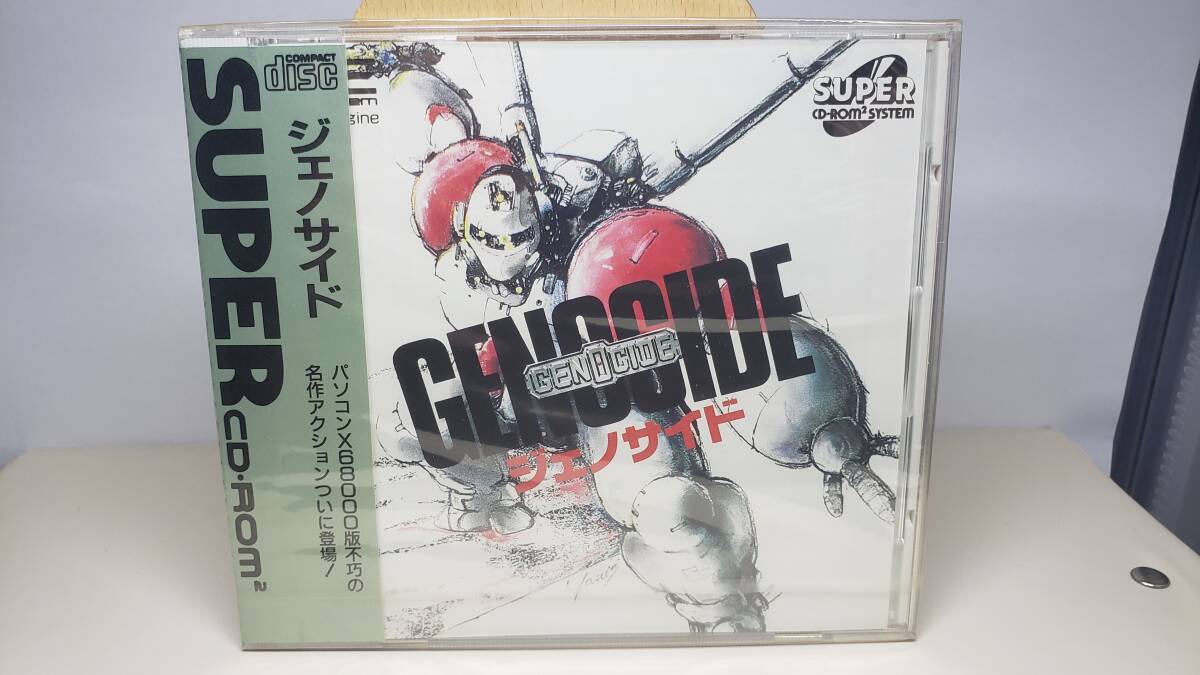 COMPACT
disc
SUPER CD-ROM²
ジェノサイド
パソコンX68000版不巧の
名作アクションついに登場!
gine
SUPER
CD-ROM² SYSTEM
GENOCIDE
GENOCIDE
ジェノサイド